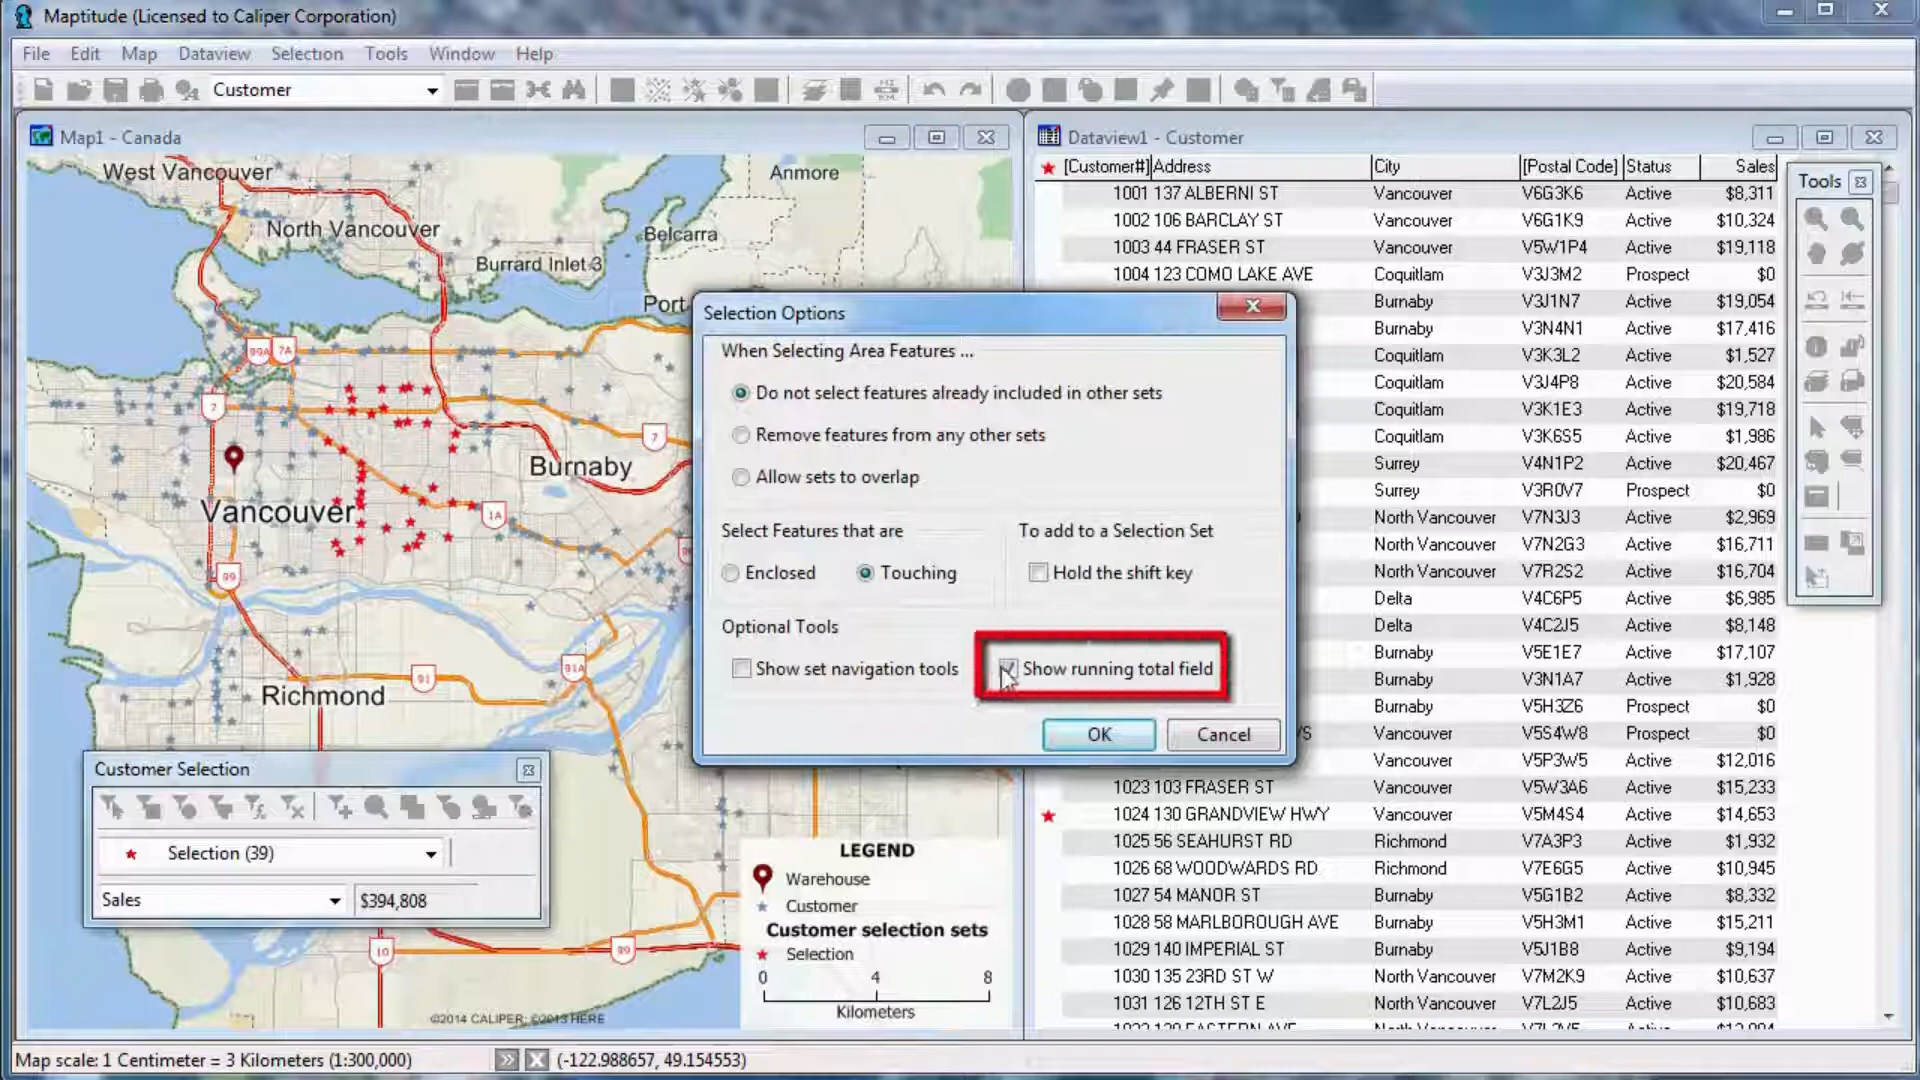 Maptitude (Licensed to Caliper Corporation)
File Edit Map Dataview Selection Tools Window Help
Customer
Map1 - Canada
West Vancouver
North Vancouver
Anmore
Belcarra
Burrard Inlet 3
Port
99A 7A
7
7
Burnaby
Vancouver
1A
99
91A
91
Richmond
10
99
©2014 CALIPER; ©2013 HERE
LEGEND
Warehouse
Customer
Customer selection sets
Selection
0 4 8
Kilometers
Customer Selection
Selection (39)
Sales $394,808
Selection Options
When Selecting Area Features ...
Do not select features already included in other sets
Remove features from any other sets
Allow sets to overlap
Select Features that are
Enclosed Touching
To add to a Selection Set
Hold the shift key
Optional Tools
Show set navigation tools Show running total field
OK Cancel
Dataview1 - Customer
[Customer#] Address City [Postal Code] Status Sales
1001 137 ALBERNI ST Vancouver V6G3K6 Active $8,311
1002 106 BARCLAY ST Vancouver V6G1K9 Active $10,324
1003 44 FRASER ST Vancouver V5W1P4 Active $19,118
1004 123 COMO LAKE AVE Coquitlam V3J3M2 Prospect $0
Burnaby V3J1N7 Active $19,054
Burnaby V3N4N1 Active $17,416
Coquitlam V3K3L2 Active $1,527
Coquitlam V3J4P8 Active $20,584
Coquitlam V3K1E3 Active $19,718
Coquitlam V3K6S5 Active $1,986
Surrey V4N1P2 Active $20,467
Surrey V3R0V7 Prospect $0
North Vancouver V7N3J3 Active $2,969
North Vancouver V7N2G3 Active $16,711
North Vancouver V7R2S2 Active $16,704
Delta V4C6P5 Active $6,985
Delta V4C2J5 Active $8,148
Burnaby V5E1E7 Active $17,107
Burnaby V3N1A7 Active $1,928
Burnaby V5H3Z6 Prospect $0
Vancouver V5S4W8 Prospect $0
Vancouver V5P3W5 Active $12,016
1023 103 FRASER ST Vancouver V5W3A6 Active $15,233
1024 130 GRANDVIEW HWY Vancouver V5M4S4 Active $14,653
1025 56 SEAHURST RD Richmond V7A3P3 Active $1,932
1026 68 WOODWARDS RD Richmond V7E6G5 Active $10,945
1027 54 MANOR ST Burnaby V5G1B2 Active $8,332
1028 58 MARLBOROUGH AVE Burnaby V5H3M1 Active $15,211
1029 140 IMPERIAL ST Burnaby V5J1B8 Active $9,194
1030 135 23RD ST W North Vancouver V7M2K9 Active $10,637
1031 126 12TH ST E North Vancouver V7L2J5 Active $10,683
Tools
Map scale: 1 Centimeter = 3 Kilometers (1:300,000) (-122.988657, 49.154553)